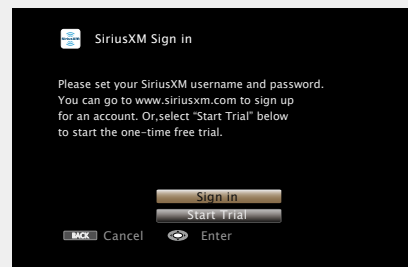 SiriusXM Sign in
Please set your SiriusXM username and password.
You can go to www.siriusxm.com to sign up
for an account. Or,select “Start Trial” below
to start the one-time free trial.
Sign in
Start Trial
BACK Cancel Enter